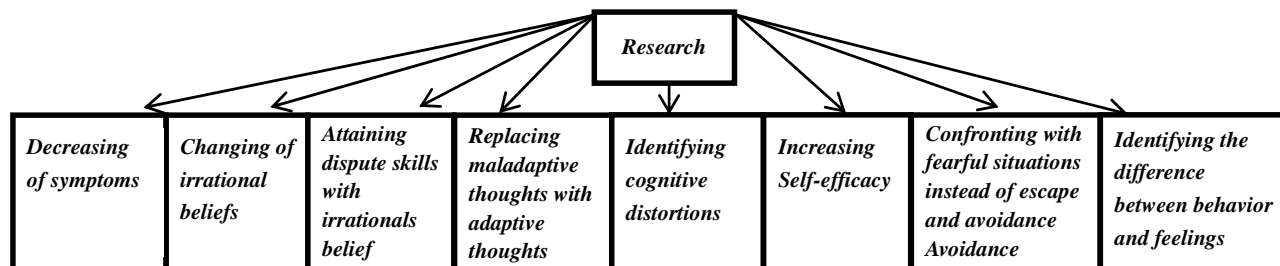 Research
Decreasing
of symptoms
Changing of
irrational
beliefs
Attaining
dispute skills
with
irrationals
belief
Replacing
maladaptive
thoughts with
adaptive
thoughts
Identifying
cognitive
distortions
Increasing
Self-efficacy
Confronting with
fearful situations
instead of escape
and avoidance
Avoidance
Identifying the
difference
between behavior
and feelings